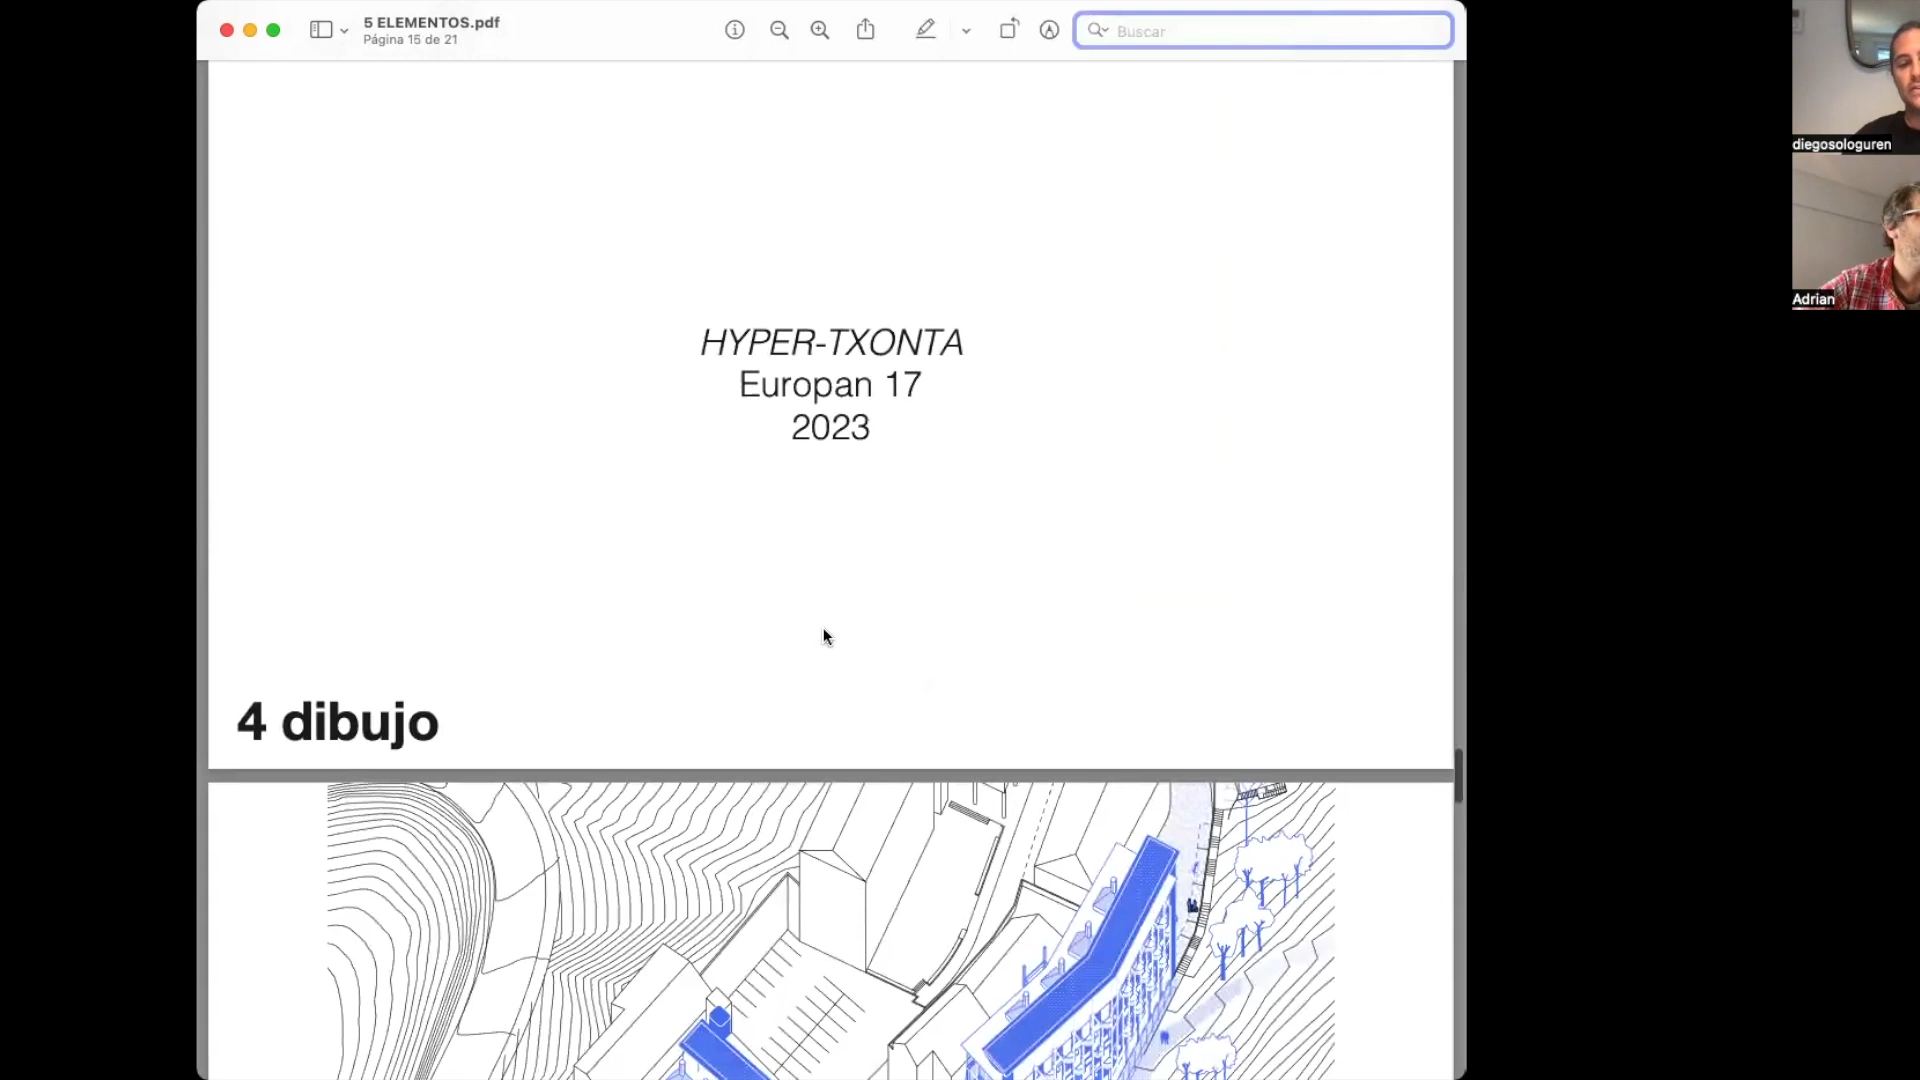 5 ELEMENTOS.pdf
Página 15 de 21
Buscar
diegosologuren
Adrian
HYPER-TXONTA
Europan 17
2023
4 dibujo